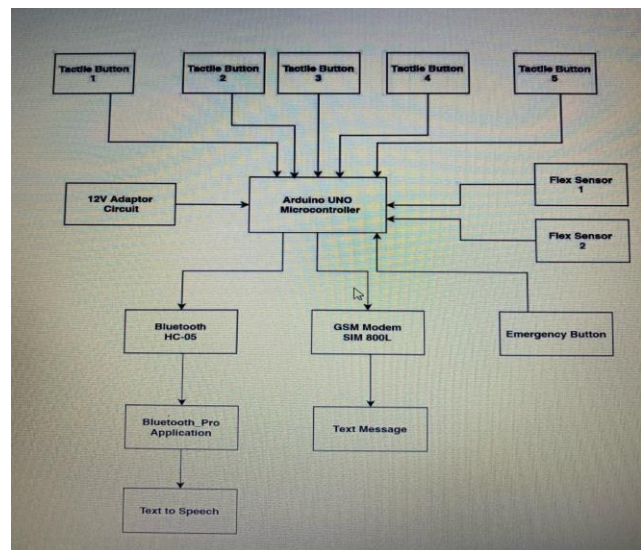 Tactile Button
1
Tactile Button
2
Tactile Button
3
Tactile Button
4
Tactile Button
5
12V Adaptor
Circuit
Arduino UNO
Microcontroller
Flex Sensor
1
Flex Sensor
2
Bluetooth
HC-05
GSM Modem
SIM 800L
Emergency Button
Bluetooth_Pro
Application
Text Message
Text to Speech